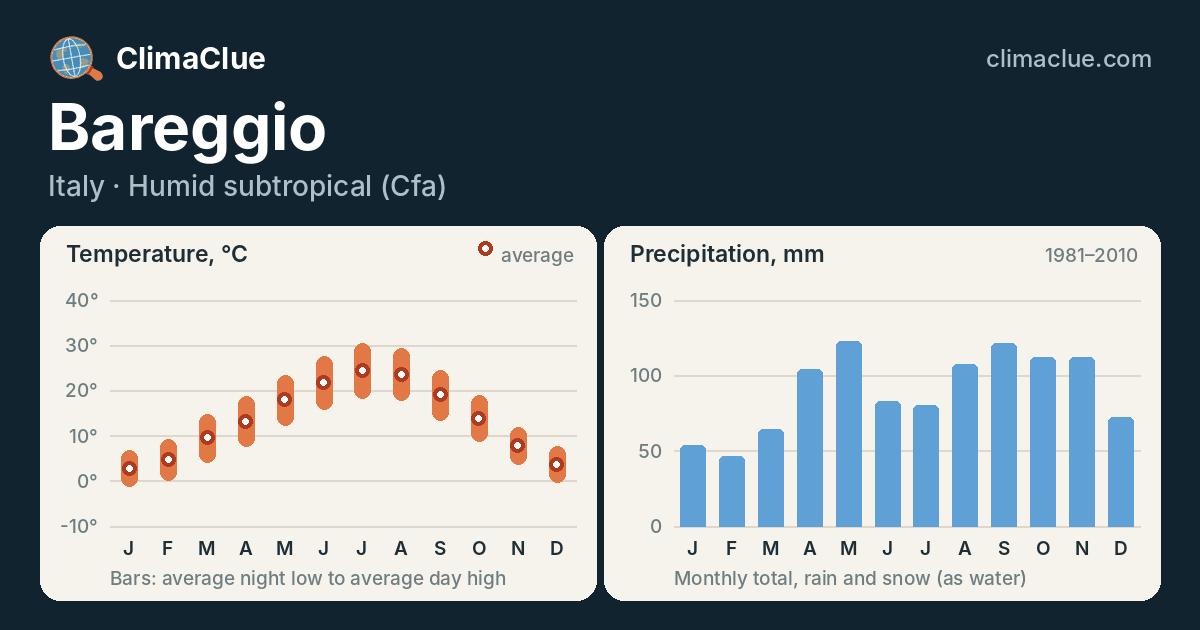 ClimaClue
climaclue.com
Bareggio
Italy · Humid subtropical (Cfa)
Temperature, °C
average
40°
30°
20°
10°
0°
-10°
J F M A M J J A S O N D
Bars: average night low to average day high
Precipitation, mm
1981–2010
150
100
50
0
J F M A M J J A S O N D
Monthly total, rain and snow (as water)